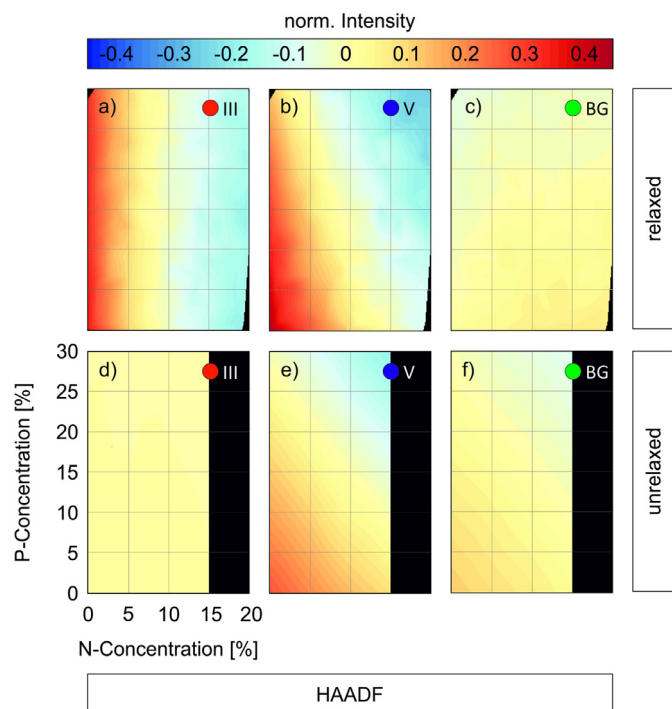 norm. Intensity
-0.4 -0.3 -0.2 -0.1 0 0.1 0.2 0.3 0.4
a) III b) V c) BG
relaxed
d) III e) V f) BG
unrelaxed
P-Concentration [%]
30
25
20
15
10
5
0
0 5 10 15 20
N-Concentration [%]
HAADF